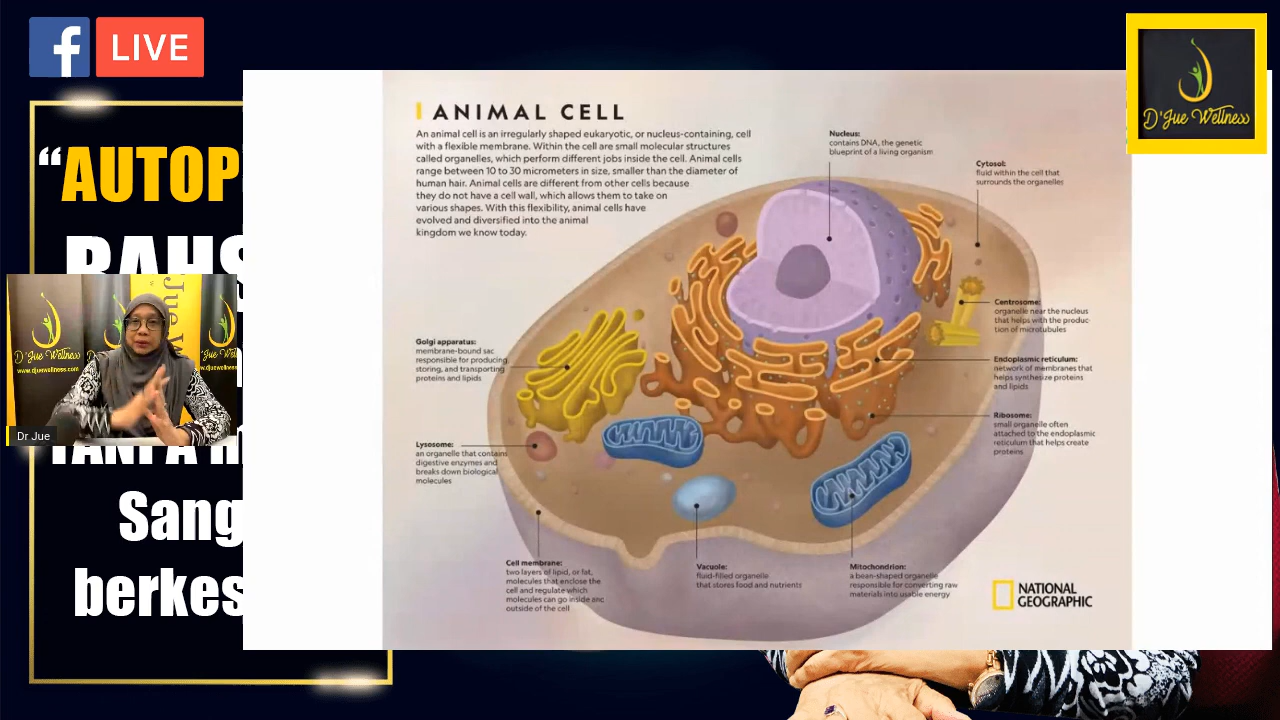 LIVE
D'Jue Wellness
“AUTOP
RAHS
Sang
berkes
D'Jue Wellness
www.djuewellness.com
Dr Jue
ANIMAL CELL
An animal cell is an irregularly shaped eukaryotic, or nucleus-containing, cell
with a flexible membrane. Within the cell are small molecular structures
called organelles, which perform different jobs inside the cell. Animal cells
range between 10 to 30 micrometers in size, smaller than the diameter of
human hair. Animal cells are different from other cells because
they do not have a cell wall, which allows them to take on
various shapes. With this flexibility, animal cells have
evolved and diversified into the animal
kingdom we know today.
Nucleus:
contains DNA, the genetic
blueprint of a living organism
Cytosol:
fluid within the cell that
surrounds the organelles
Centrosome:
organelle near the nucleus
that helps with the produc-
tion of microtubules
Endoplasmic reticulum:
network of membranes that
helps synthesize proteins
and lipids
Ribosome:
small organelle often
attached to the endoplasmic
reticulum that helps create
proteins
Golgi apparatus:
membrane-bound sac
responsible for producing,
storing, and transporting
proteins and lipids
Lysosome:
an organelle that contains
digestive enzymes and
breaks down biological
molecules
Cell membrane:
two layers of lipid, or fat,
molecules that enclose the
cell and regulate which
molecules can go inside and
outside of the cell
Vacuole:
fluid-filled organelle
that stores food and nutrients
Mitochondrion:
a bean-shaped organelle
responsible for converting raw
materials into usable energy
NATIONAL
GEOGRAPHIC